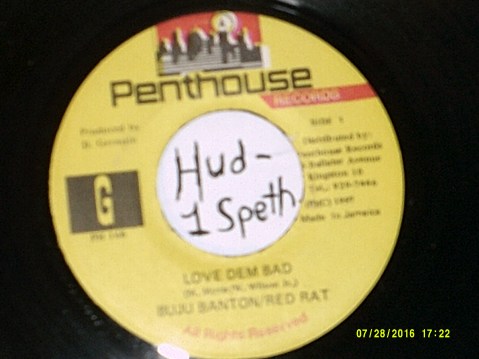 Penthouse
RECORDS
Produced by
D. Germain
SIDE 1
Distributed by:
Penthouse Records
Avenue
Kingston 10
Made in Jamaica
G
Hud-
1 Speth
LOVE DEM BAD
BUJU BANTON/RED RAT
All Rights Reserved
07/28/2016 17:22